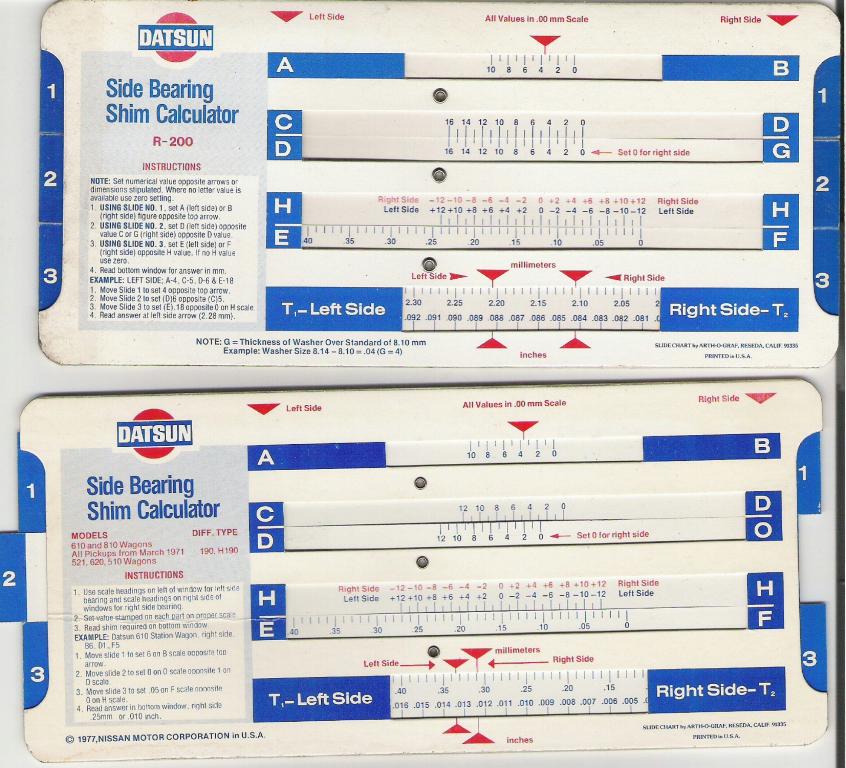 Left Side
All Values in .00 mm Scale
Right Side
DATSUN
A
10 8 6 4 2 0
B
1
1
Side Bearing
Shim Calculator
R-200
C
16 14 12 10 8 6 4 2 0
D
D
16 14 12 10 8 6 4 2 0
Set 0 for right side
G
INSTRUCTIONS
NOTE: Set numerical value opposite arrows or
dimensions stipulated. Where no letter value is
available use zero setting.
1. USING SLIDE NO. 1, set A (left side) or B
(right side) figure opposite top arrow.
2. USING SLIDE NO. 2, set D (left side) opposite
value C or G (right side) opposite D value.
3. USING SLIDE NO. 3, set E (left side) or F
(right side) opposite H value. If no H value
use zero.
4. Read bottom window for answer in mm.
EXAMPLE: LEFT SIDE; A-4, C-5, D-6 & E-18
1. Move Slide 1 to set 4 opposite top arrow.
2. Move Slide 2 to set (D)6 opposite (C)5.
3. Move Slide 3 to set (E).18 opposite 0 on H scale.
4. Read answer at left side arrow (2.28 mm).
2
2
H
Right Side −12 −10 −8 −6 −4 −2 0 +2 +4 +6 +8 +10 +12 Right Side
Left Side +12 +10 +8 +6 +4 +2 0 −2 −4 −6 −8 −10 −12 Left Side
H
E
.40 .35 .30 .25 .20 .15 .10 .05 0
F
3
3
millimeters
Left Side
Right Side
T₁–Left Side
2.30 2.25 2.20 2.15 2.10 2.05 2
.092 .091 .090 .089 .088 .087 .086 .085 .084 .083 .082 .081 .0
Right Side–T₂
inches
NOTE: G = Thickness of Washer Over Standard of 8.10 mm
Example: Washer Size 8.14 – 8.10 = .04 (G = 4)
SLIDE CHART by ARTH-O-GRAF, RESEDA, CALIF. 91335
PRINTED in U.S.A.
Left Side
All Values in .00 mm Scale
Right Side
DATSUN
A
10 8 6 4 2 0
B
1
1
Side Bearing
Shim Calculator
MODELS DIFF. TYPE
610 and 810 Wagons
All Pickups from March 1971 190, H190
521, 620, 510 Wagons
C
12 10 8 6 4 2 0
D
D
12 10 8 6 4 2 0
Set 0 for right side
O
INSTRUCTIONS
1. Use scale headings on left of window for left side
bearing and scale headings on right side of
windows for right side bearing.
2. Set value stamped on each part on proper scale
3. Read shim required on bottom window
EXAMPLE: Datsun 610 Station Wagon, right side,
B6, D1, F5
1. Move slide 1 to set 6 on B scale opposite top
arrow.
2. Move slide 2 to set 0 on O scale opposite 1 on
D scale.
3. Move slide 3 to set .05 on F scale opposite
0 on H scale.
4. Read answer in bottom window, right side
.25mm or .010 inch.
2
H
Right Side −12 −10 −8 −6 −4 −2 0 +2 +4 +6 +8 +10 +12 Right Side
Left Side +12 +10 +8 +6 +4 +2 0 −2 −4 −6 −8 −10 −12 Left Side
H
E
.40 .35 .30 .25 .20 .15 .10 .05 0
F
3
3
millimeters
Left Side
Right Side
T₁–Left Side
.40 .35 .30 .25 .20 .15
.016 .015 .014 .013 .012 .011 .010 .009 .008 .007 .006 .005
Right Side–T₂
inches
© 1977, NISSAN MOTOR CORPORATION in U.S.A.
SLIDE CHART by ARTH-O-GRAF, RESEDA, CALIF. 91335
PRINTED in U.S.A.